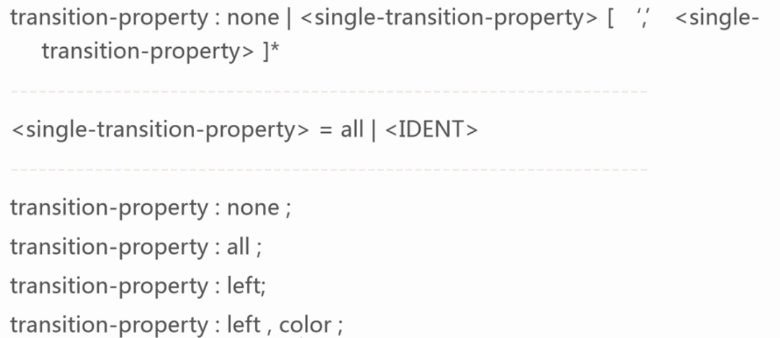 transition-property : none | <single-transition-property> [ ‘,’ <single-
transition-property> ]*
<single-transition-property> = all | <IDENT>
transition-property : none ;
transition-property : all ;
transition-property : left;
transition-property : left , color ;